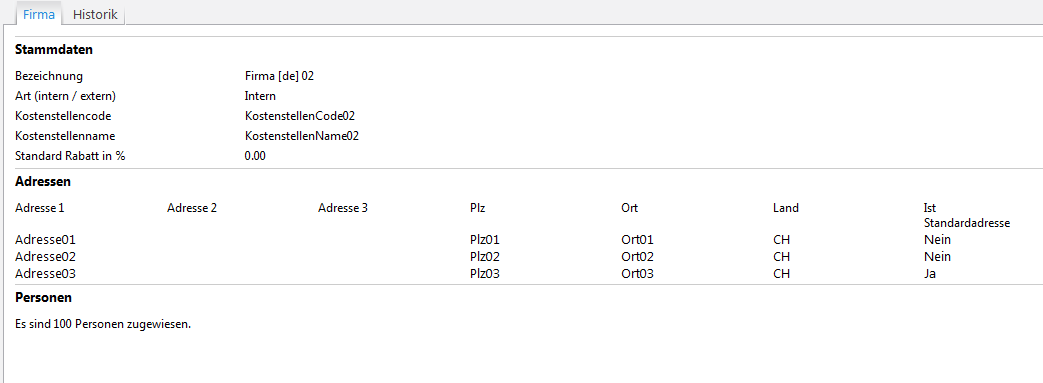 Firma Historik
Stammdaten
Bezeichnung Firma [de] 02
Art (intern / extern) Intern
Kostenstellencode KostenstellenCode02
Kostenstellenname KostenstellenName02
Standard Rabatt in % 0.00
Adressen
Adresse 1 Adresse 2 Adresse 3 Plz Ort Land Ist
Standardadresse
Adresse01 Plz01 Ort01 CH Nein
Adresse02 Plz02 Ort02 CH Nein
Adresse03 Plz03 Ort03 CH Ja
Personen
Es sind 100 Personen zugewiesen.